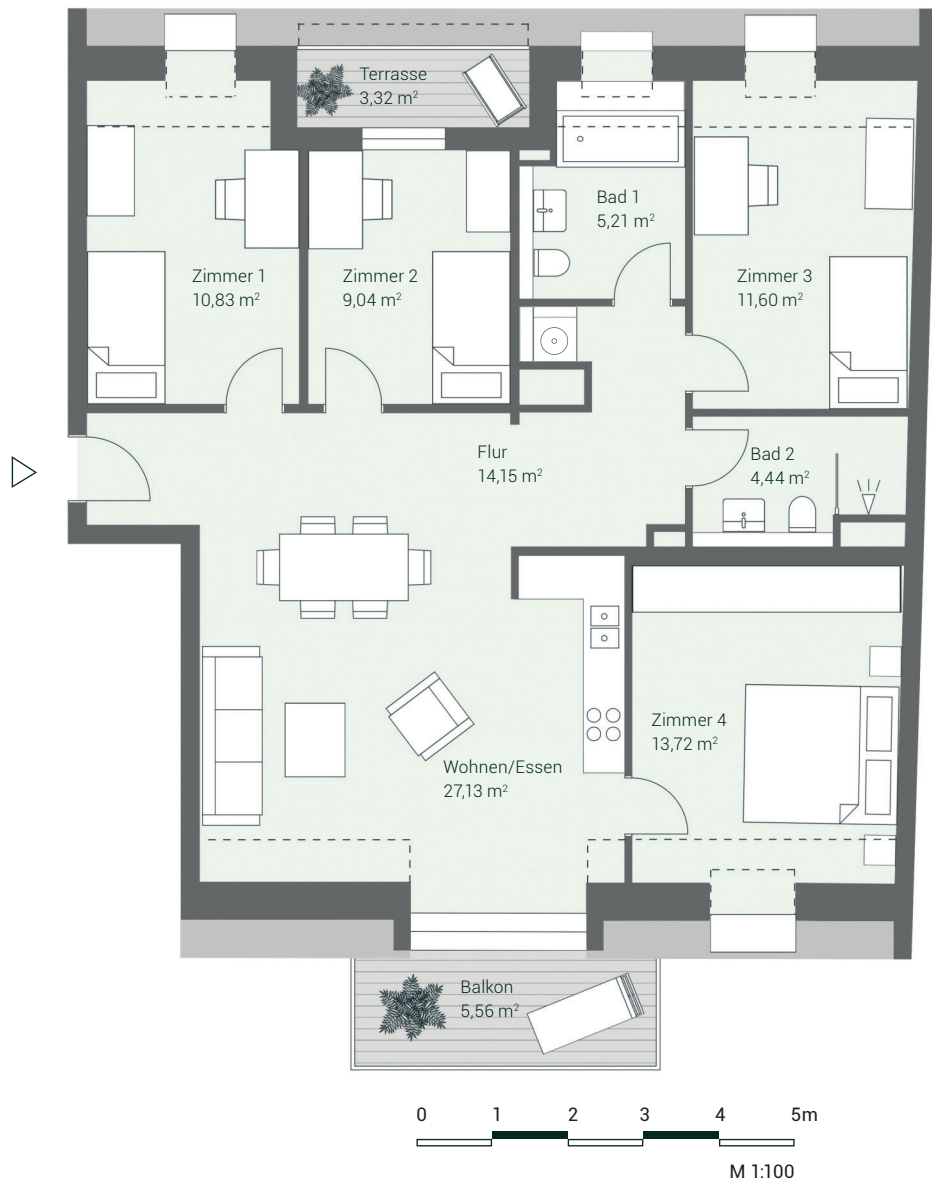 Terrasse
3,32 m²
Bad 1
5,21 m²
Zimmer 1
10,83 m²
Zimmer 2
9,04 m²
Zimmer 3
11,60 m²
Flur
14,15 m²
Bad 2
4,44 m²
Zimmer 4
13,72 m²
Wohnen/Essen
27,13 m²
Balkon
5,56 m²
0 1 2 3 4 5m
M 1:100